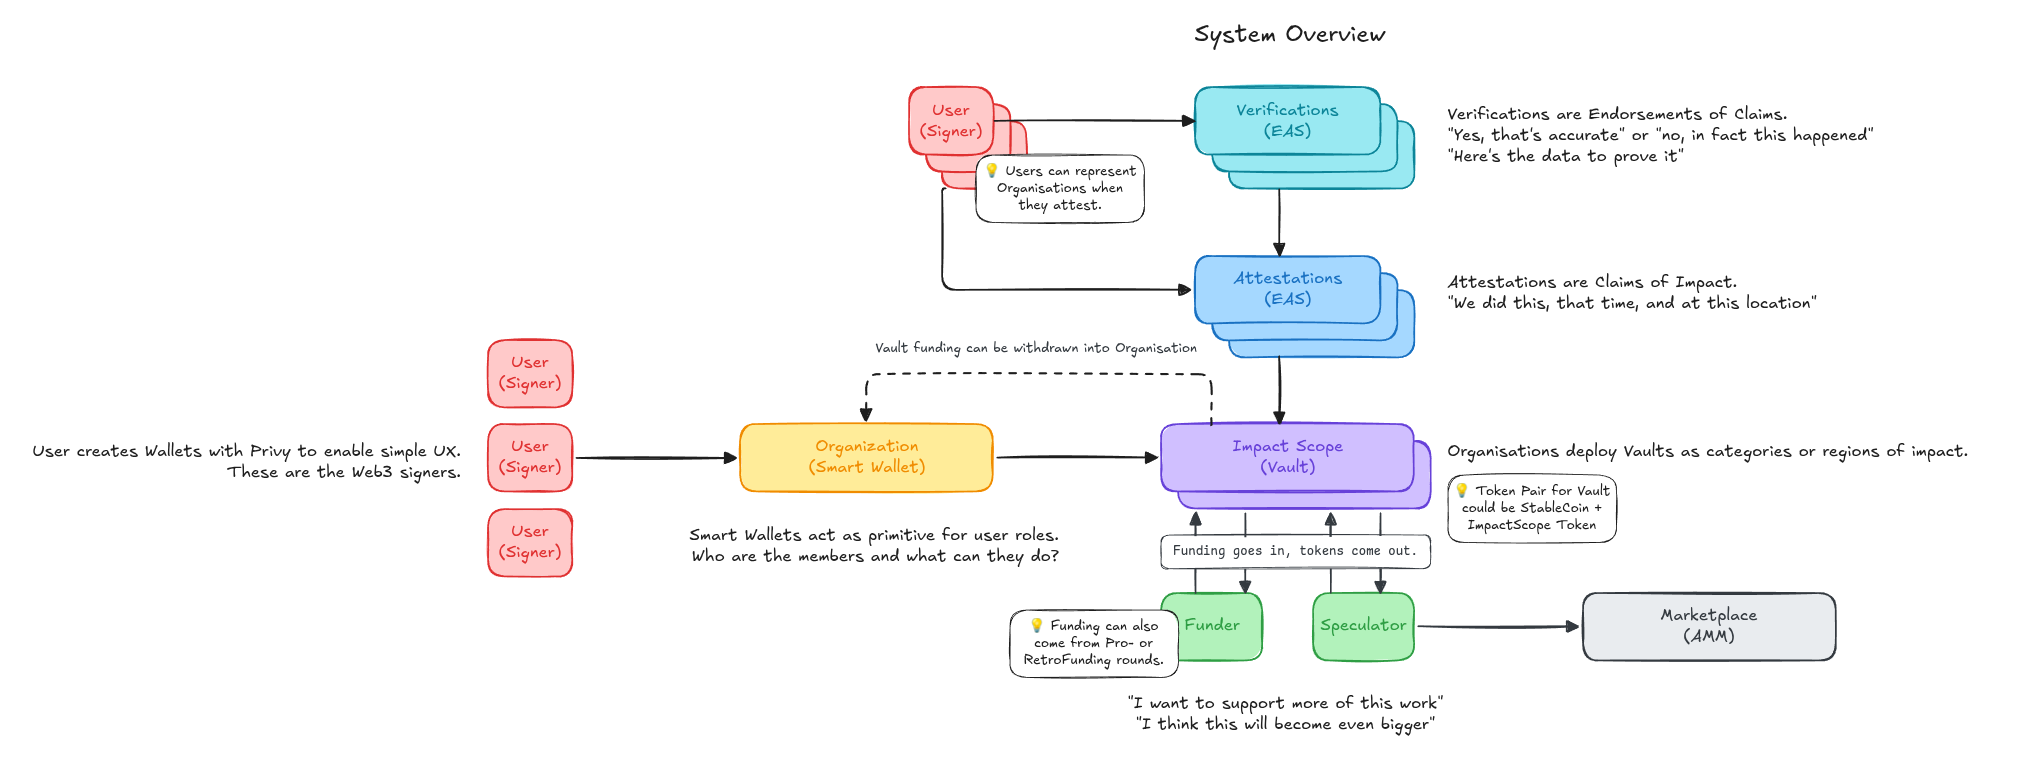 System Overview
User
(Signer)
Verifications
(EAS)
Verifications are Endorsements of Claims.
"Yes, that's accurate" or "no, in fact this happened"
"Here's the data to prove it"
💡 Users can represent
Organisations when
they attest.
Attestations
(EAS)
Attestations are Claims of Impact.
"We did this, that time, and at this location"
Vault funding can be withdrawn into Organisation
User
(Signer)
User creates Wallets with Privy to enable simple UX.
These are the Web3 signers.
User
(Signer)
User
(Signer)
Organization
(Smart Wallet)
Smart Wallets act as primitive for user roles.
Who are the members and what can they do?
Impact Scope
(Vault)
Organisations deploy Vaults as categories or regions of impact.
💡 Token Pair for Vault
could be StableCoin +
ImpactScope Token
Funding goes in, tokens come out.
💡 Funding can also
come from Pro- or
RetroFunding rounds.
Funder
Speculator
Marketplace
(AMM)
"I want to support more of this work"
"I think this will become even bigger"